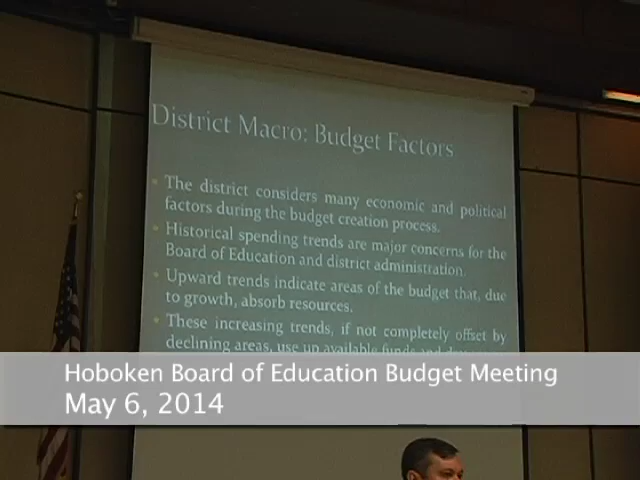 District Macro: Budget Factors
The district considers many economic and political
factors during the budget creation process.
Historical spending trends are major concerns for the
Board of Education and district administration.
Upward trends indicate areas of the budget that, due
to growth, absorb resources.
These increasing trends, if not completely offset by
declining areas, use up available funds and
Hoboken Board of Education Budget Meeting
May 6, 2014